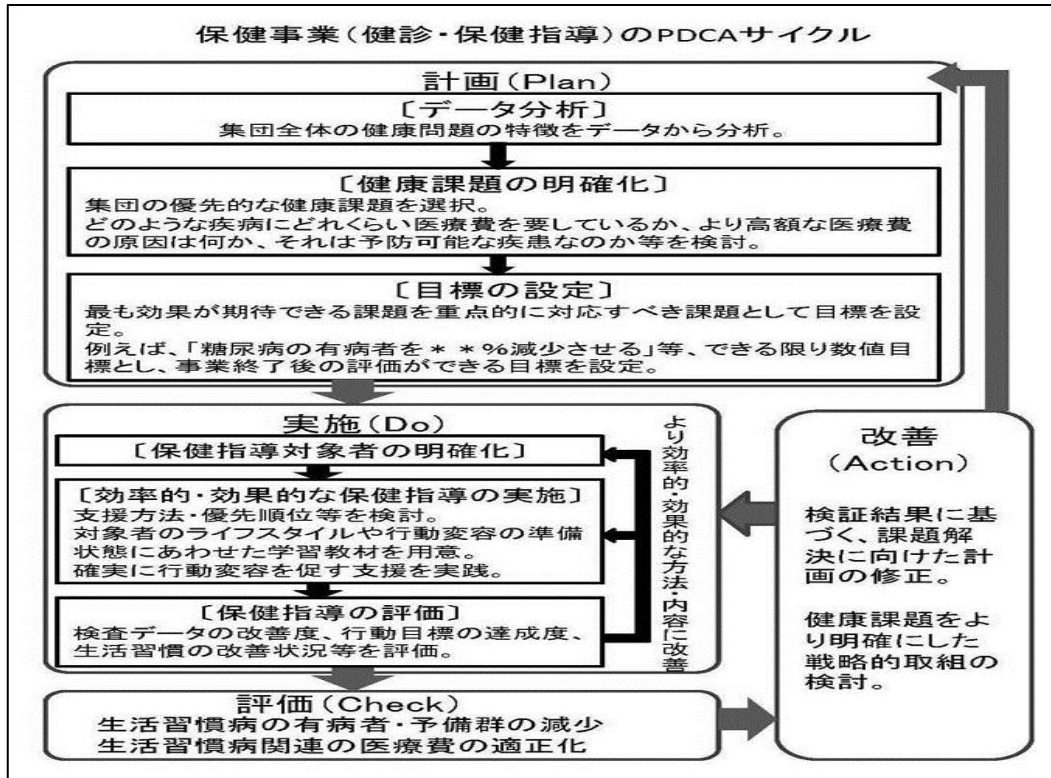 保健事業(健診・保健指導)のPDCAサイクル
計画(Plan)
[データ分析]
集団全体の健康問題の特徴をデータから分析。
[健康課題の明確化]
集団の優先的な健康課題を選択。
どのような疾病にどれくらい医療費を要しているか、より高額な医療費
の原因は何か、それは予防可能な疾患なのか等を検討。
[目標の設定]
最も効果が期待できる課題を重点的に対応すべき課題として目標を設
定。
例えば、「糖尿病の有病者を＊＊%減少させる」等、できる限り数値目
標とし、事業終了後の評価ができる目標を設定。
実施(Do)
[保健指導対象者の明確化]
[効率的・効果的な保健指導の実施]
支援方法・優先順位等を検討。
対象者のライフスタイルや行動変容の準備
状態にあわせた学習教材を用意。
確実に行動変容を促す支援を実践。
[保健指導の評価]
検査データの改善度、行動目標の達成度、
生活習慣の改善状況等を評価。
より効率的・効果的な方法・内容に改善
評価(Check)
生活習慣病の有病者・予備群の減少
生活習慣病関連の医療費の適正化
改善
(Action)
検証結果に基
づく、課題解
決に向けた計
画の修正。
健康課題をよ
り明確にした
戦略的取組の
検討。